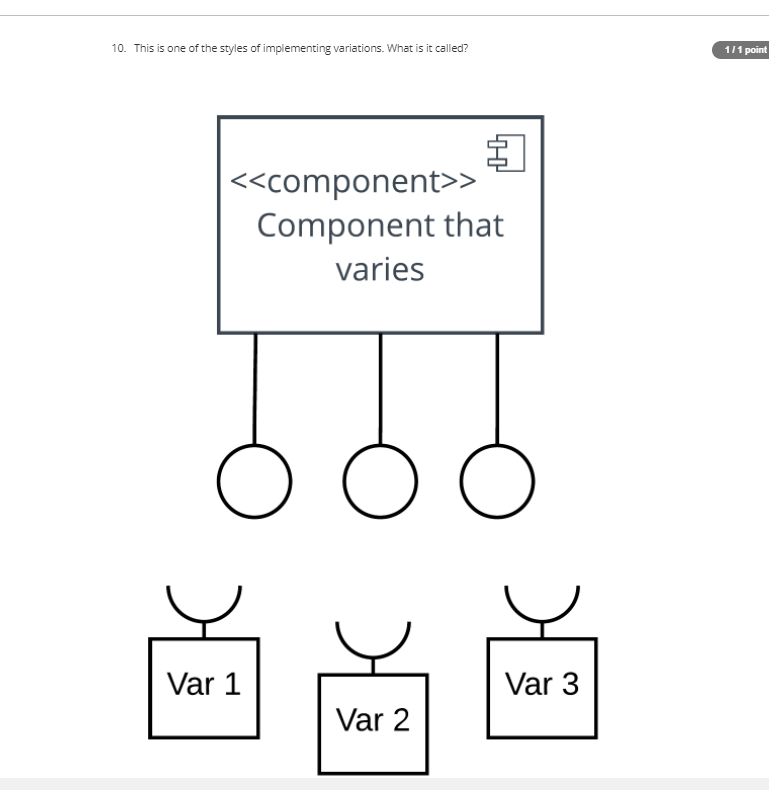 10. This is one of the styles of implementing variations. What is it called?
1 / 1 point
<<component>>
Component that
varies
Var 1
Var 2
Var 3